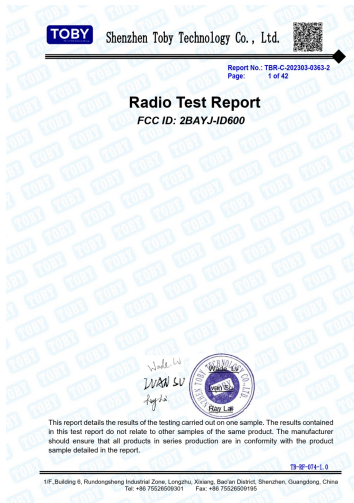 TOBY
Shenzhen Toby Technology Co., Ltd.
Report No.: TBR-C-202303-0363-2
Page: 1 of 42
Radio Test Report
FCC ID: 2BAYJ-ID600
Wade. Lv
IVAN SU
Wade. Lv
Ivan Su
Ray Lai
This report details the results of the testing carried out on one sample. The results contained
in this test report do not relate to other samples of the same product. The manufacturer
should ensure that all products in series production are in conformity with the product
sample detailed in the report.
TB-RF-074-1.0
1/F.,Building 6, Rundongsheng Industrial Zone, Longzhu, Xixiang, Bao'an District, Shenzhen, Guangdong, China
Tel: +86 75526509301 Fax: +86 75526509195